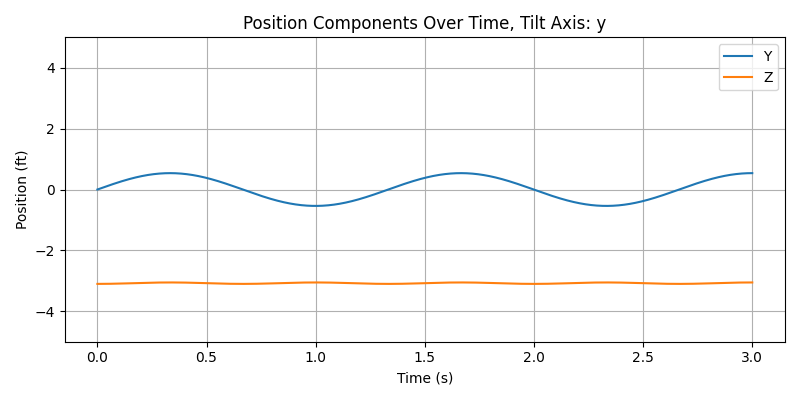 Position Components Over Time, Tilt Axis: y
Y
Z
Position (ft)
4
2
0
−2
−4
0.0 0.5 1.0 1.5 2.0 2.5 3.0
Time (s)